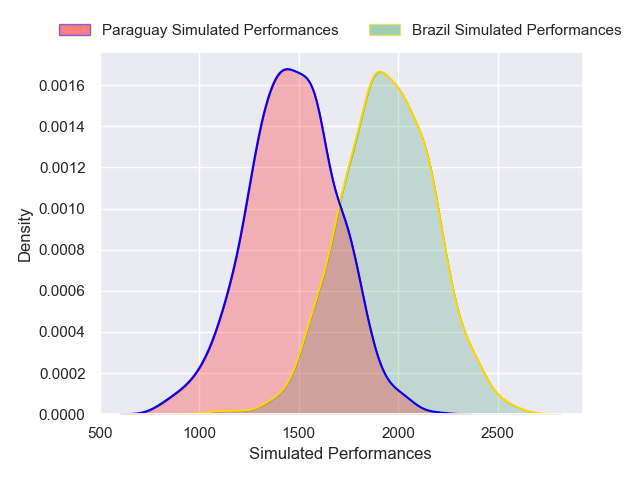 Paraguay Simulated Performances Brazil Simulated Performances
0.0016
0.0014
0.0012
0.0010
0.0008
0.0006
0.0004
0.0002
0.0000
Density
500 1000 1500 2000 2500
Simulated Performances